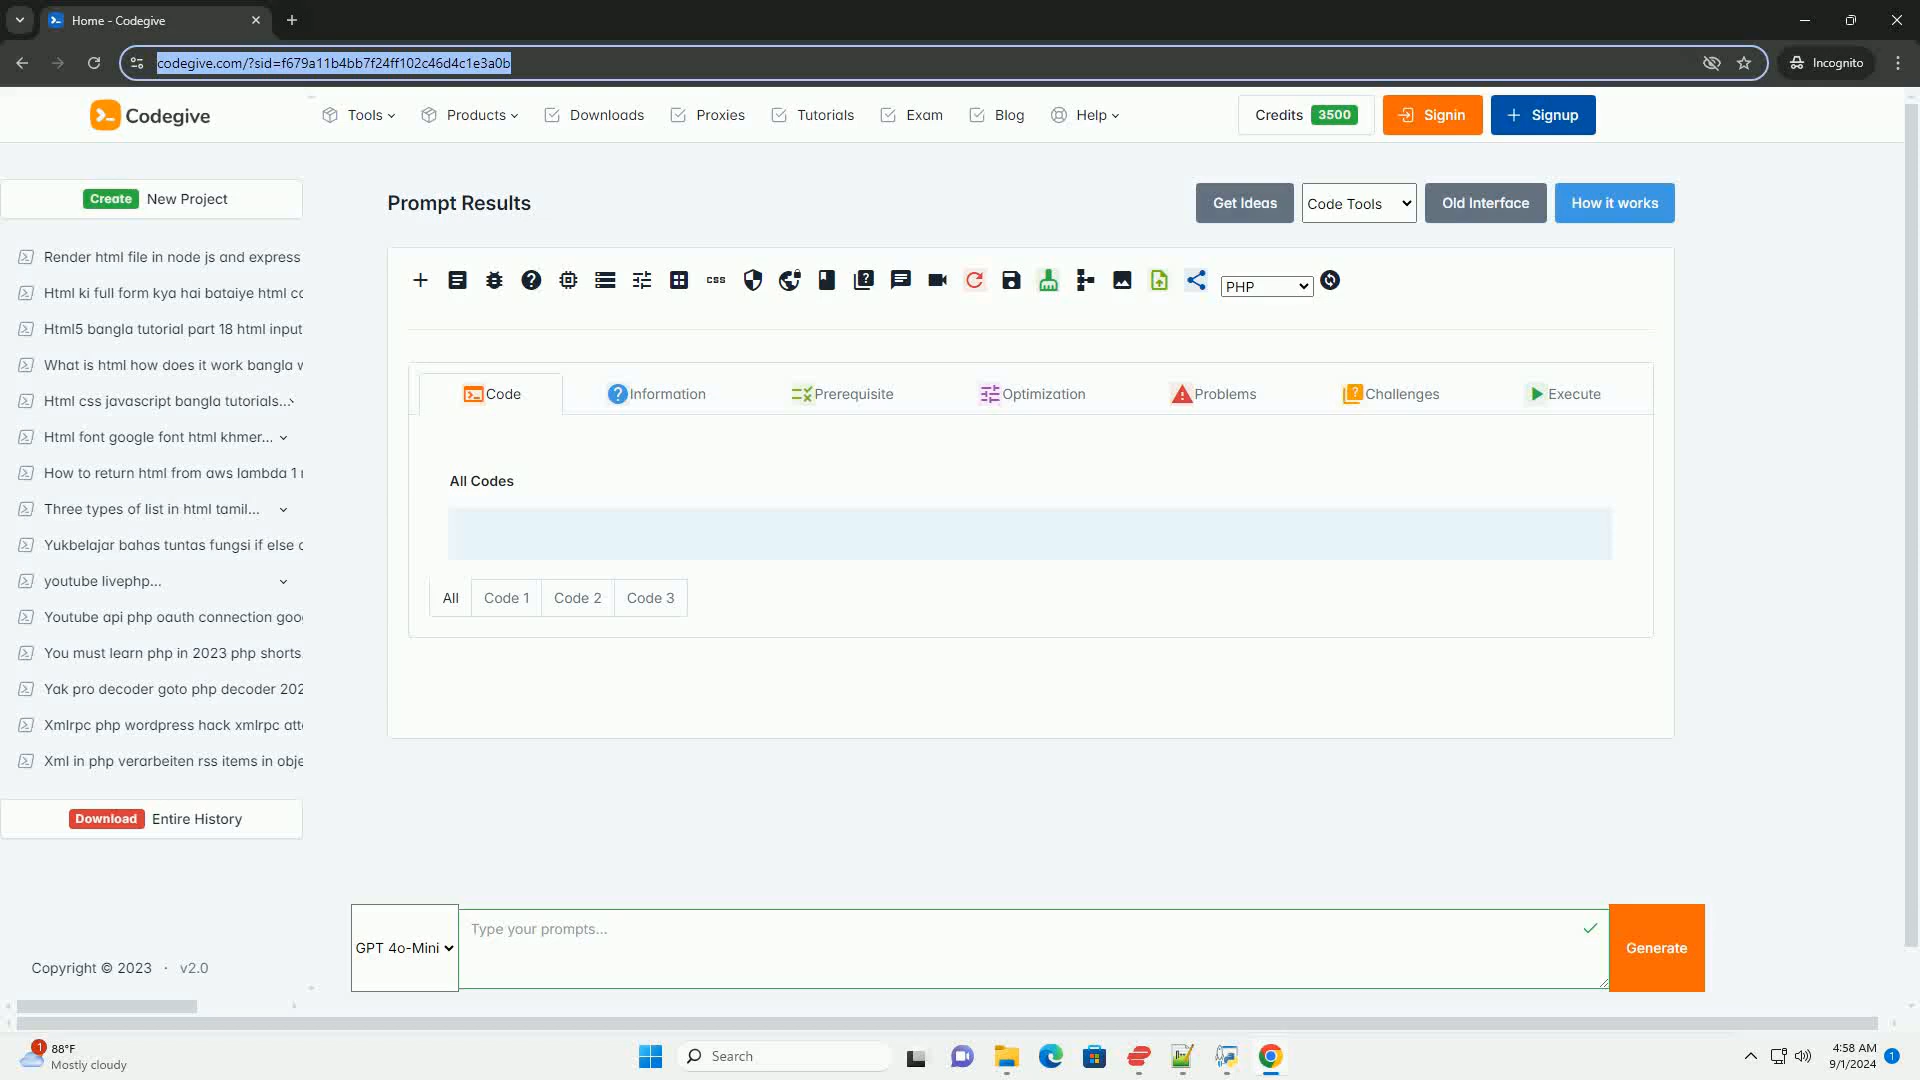 Home - Codegive
codegive.com/?sid=f679a11b4bb7f24ff102c46d4c1e3a0b
Incognito
Codegive
Tools
Products
Downloads
Proxies
Tutorials
Exam
Blog
Help
Credits 3500
Signin
Signup
Create New Project
Render html file in node js and express
Html ki full form kya hai bataiye html
Html5 bangla tutorial part 18 html input
What is html how does it work bangla
Html css javascript bangla tutorials...
Html font google font html khmer...
How to return html from aws lambda 1
Three types of list in html tamil...
Yukbelajar bahas tuntas fungsi if else
youtube livephp...
Youtube api php oauth connection
You must learn php in 2023 php shorts
Yak pro decoder goto php decoder
Xmlrpc php wordpress hack xmlrpc
Xml in php verarbeiten rss items in
Download Entire History
Copyright © 2023 · v2.0
Prompt Results
Get Ideas
Code Tools
Old Interface
How it works
css
PHP
Code
Information
Prerequisite
Optimization
Problems
Challenges
Execute
All Codes
All
Code 1
Code 2
Code 3
GPT 4o-Mini
Type your prompts...
Generate
1
88°F
Mostly cloudy
Search
4:58 AM
9/1/2024
1